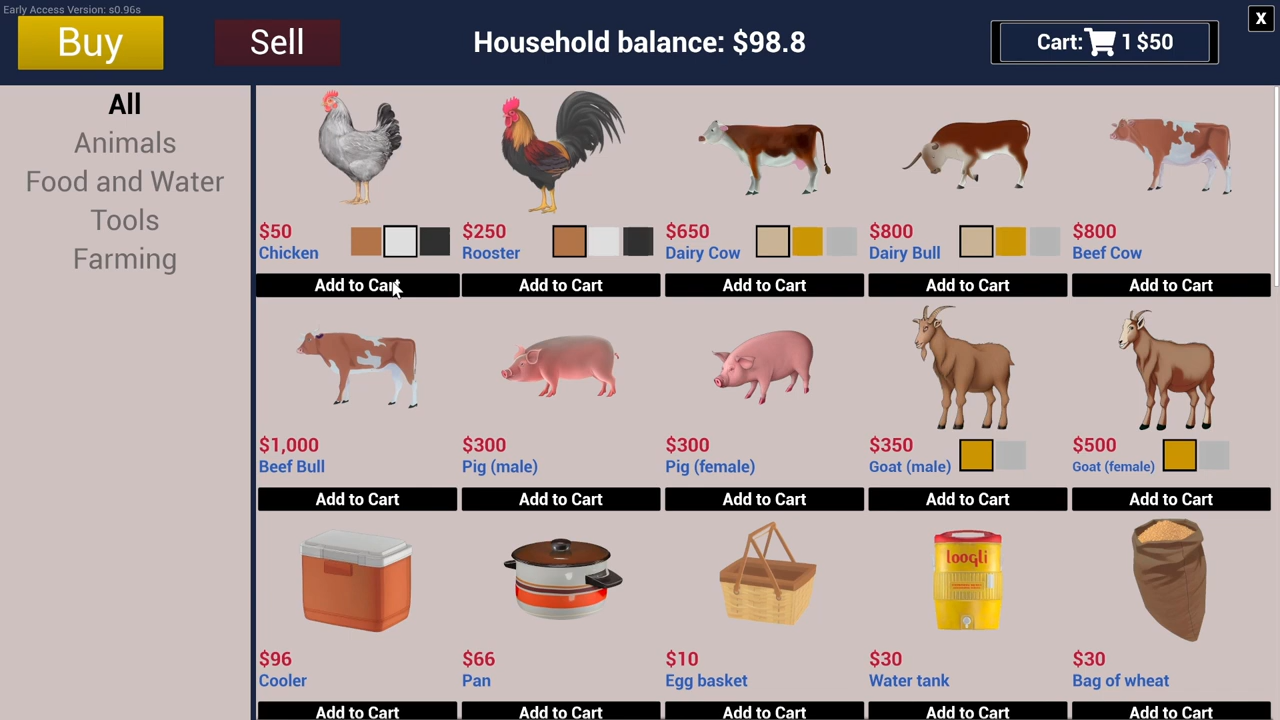 Early Access Version: s0.96s
Buy
Sell
Household balance: $98.8
Cart: 1 $50
X
All
Animals
Food and Water
Tools
Farming
$50
Chicken
Add to Cart
$250
Rooster
Add to Cart
$650
Dairy Cow
Add to Cart
$800
Dairy Bull
Add to Cart
$800
Beef Cow
Add to Cart
$1,000
Beef Bull
Add to Cart
$300
Pig (male)
Add to Cart
$300
Pig (female)
Add to Cart
$350
Goat (male)
Add to Cart
$500
Goat (female)
Add to Cart
$96
Cooler
Add to Cart
$66
Pan
Add to Cart
$10
Egg basket
Add to Cart
loogli
$30
Water tank
Add to Cart
$30
Bag of wheat
Add to Cart